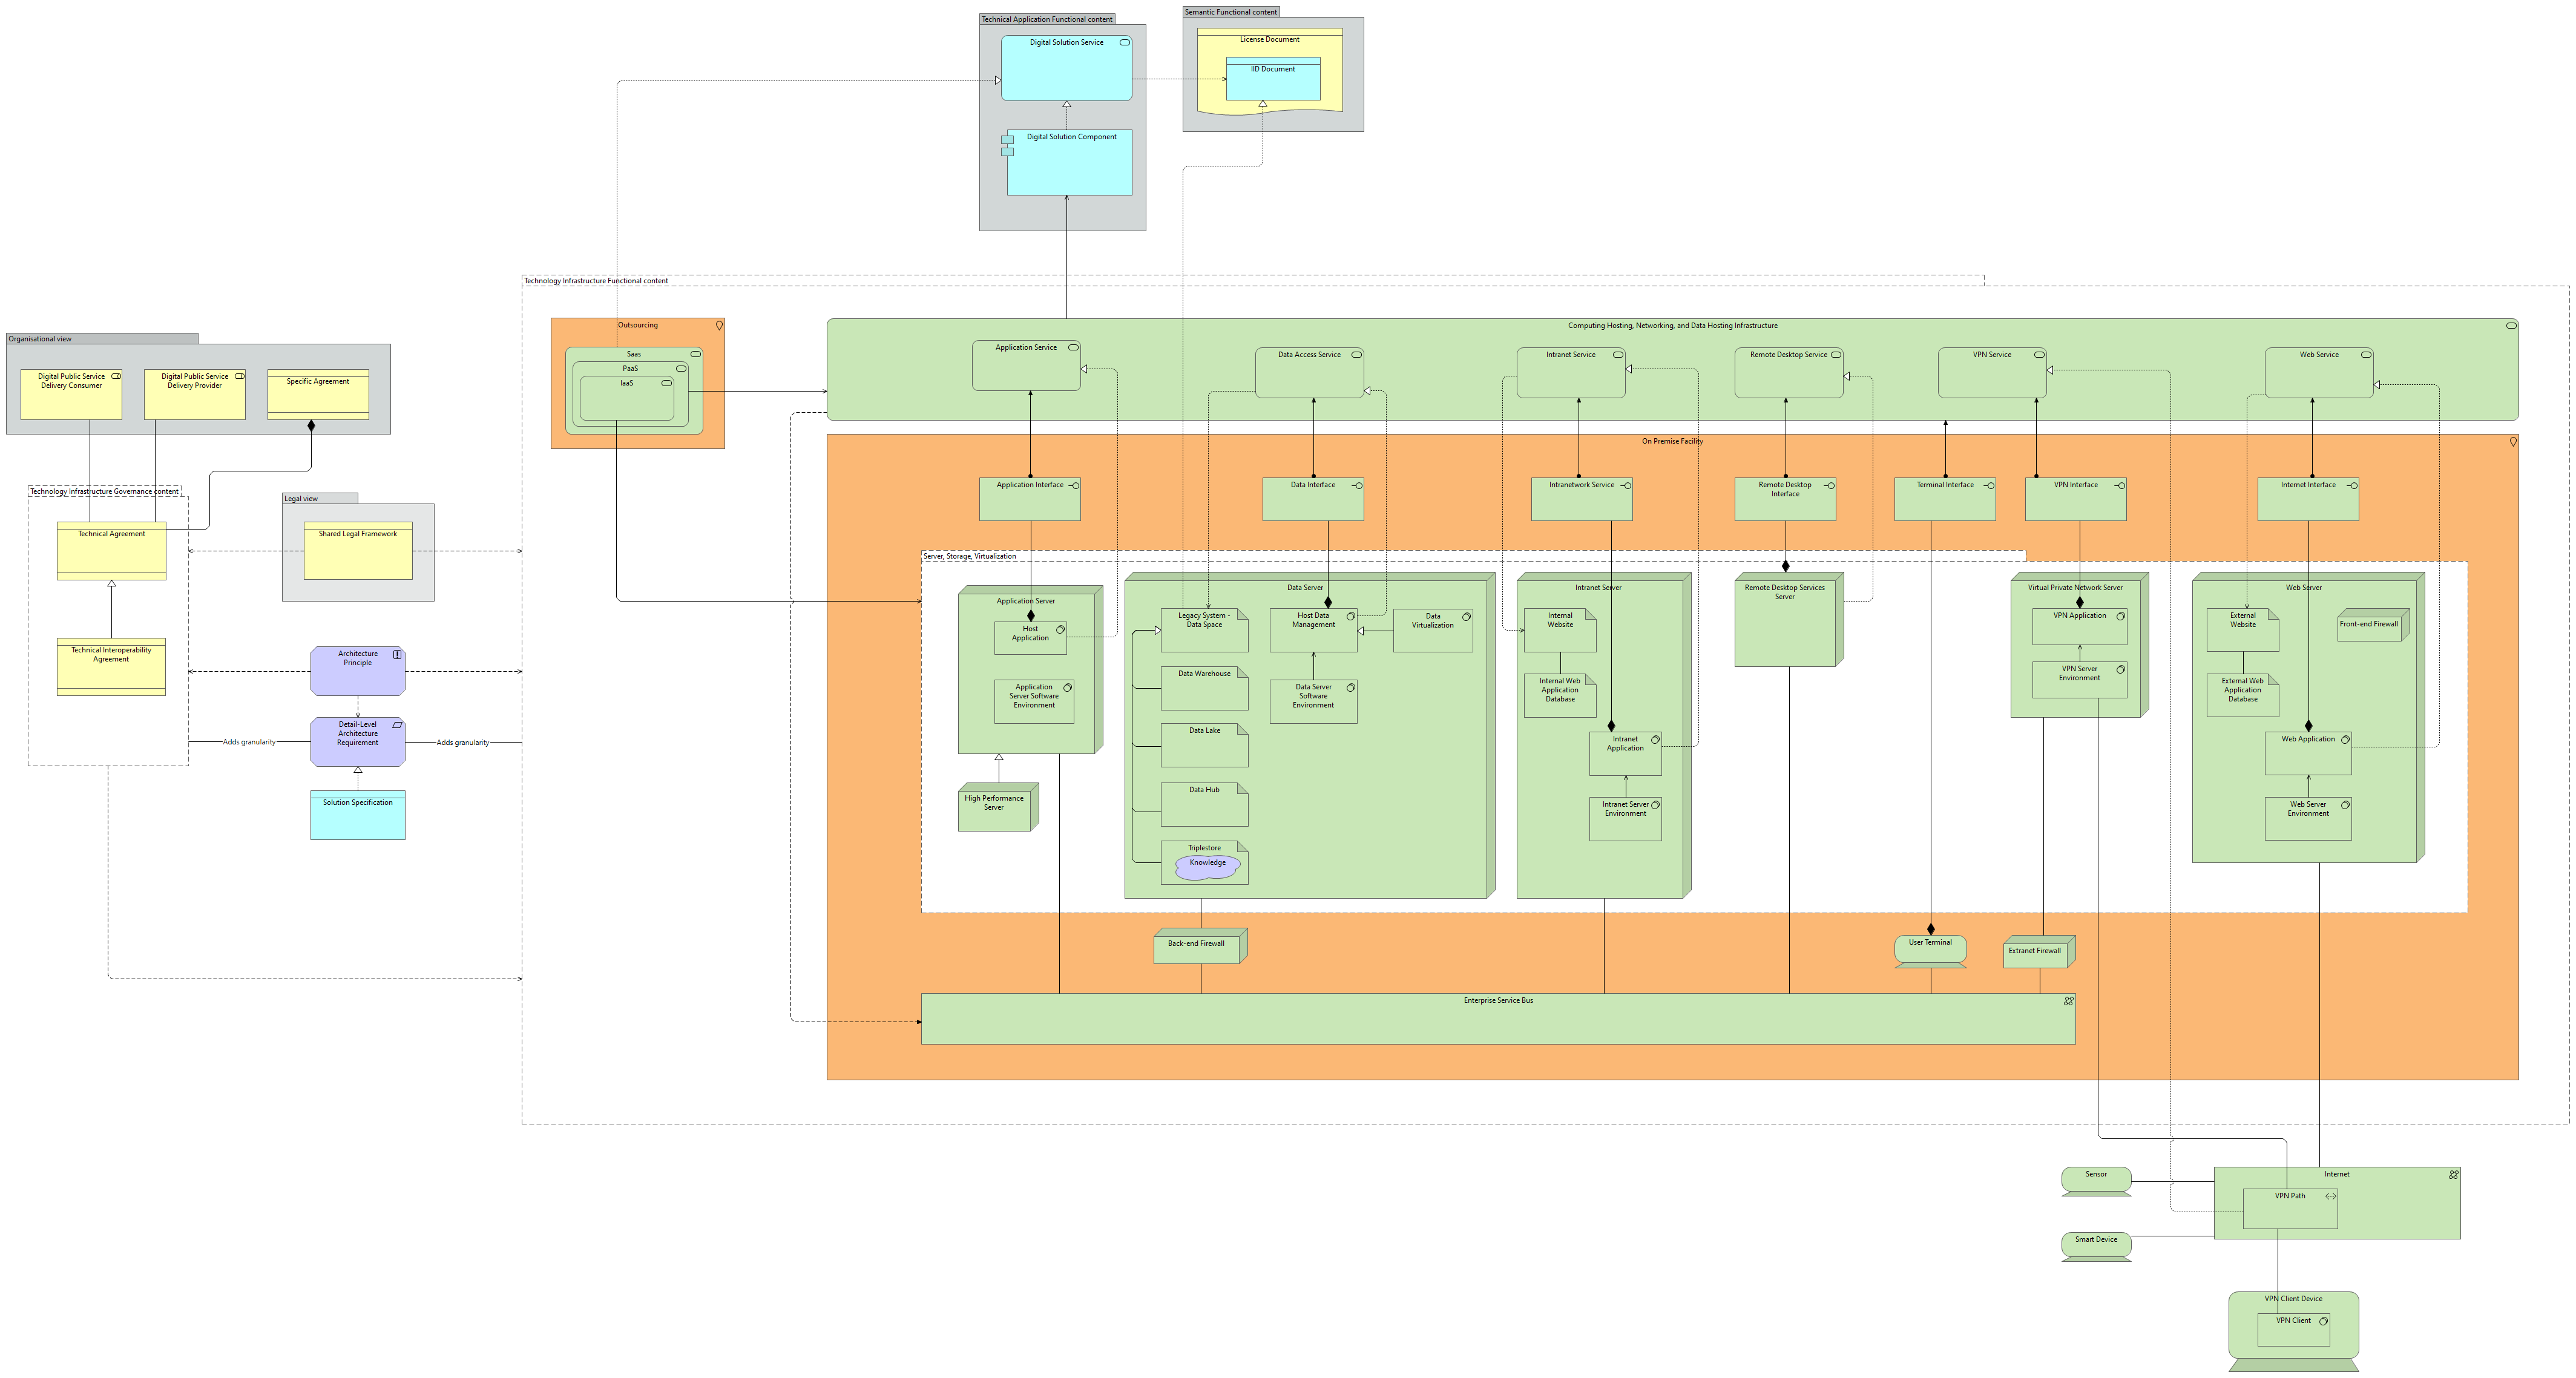 Technical Application Functional content
Digital Solution Service
Digital Solution Component
Semantic Functional content
License Document
IID Document
Technology Infrastructure Functional content
Outsourcing
Saas
PaaS
IaaS
Computing Hosting, Networking, and Data Hosting Infrastructure
Application Service
Data Access Service
Intranet Service
Remote Desktop Service
VPN Service
Web Service
Organisational view
Digital Public Service
Delivery Consumer
Digital Public Service
Delivery Provider
Specific Agreement
Technology Infrastructure Governance content
Technical Agreement
Technical Interoperability
Agreement
Legal view
Shared Legal Framework
Architecture
Principle
Detail-Level
Architecture
Requirement
Adds granularity
Adds granularity
Solution Specification
On Premise Facility
Application Interface
Data Interface
Intranetwork Service
Remote Desktop
Interface
Terminal Interface
VPN Interface
Internet Interface
Server, Storage, Virtualization
Application Server
Host
Application
Application
Server Software
Environment
High Performance
Server
Data Server
Legacy System -
Data Space
Data Warehouse
Data Lake
Data Hub
Triplestore
Knowledge
Host Data
Management
Data
Virtualization
Data Server
Software
Environment
Intranet Server
Internal
Website
Internal Web
Application
Database
Intranet
Application
Intranet Server
Environment
Remote Desktop Services
Server
Virtual Private Network Server
VPN Application
VPN Server
Environment
Web Server
External
Website
Front-end Firewall
External Web
Application
Database
Web Application
Web Server
Environment
Back-end Firewall
User Terminal
Extranet Firewall
Enterprise Service Bus
Sensor
Smart Device
Internet
VPN Path
VPN Client Device
VPN Client